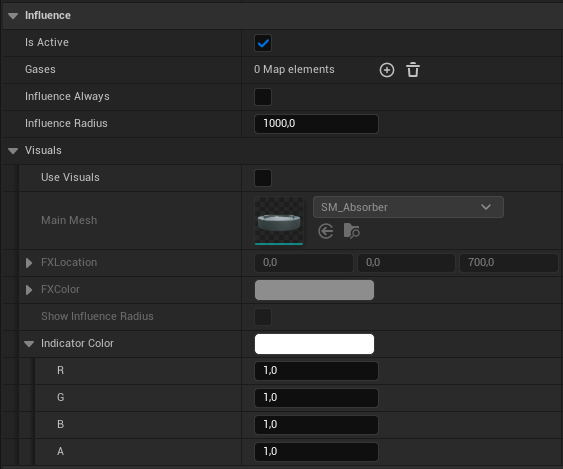 Influence
Is Active
Gases 0 Map elements
Influence Always
Influence Radius 1000,0
Visuals
Use Visuals
Main Mesh SM_Absorber
FXLocation 0,0 0,0 700,0
FXColor
Show Influence Radius
Indicator Color
R 1,0
G 1,0
B 1,0
A 1,0